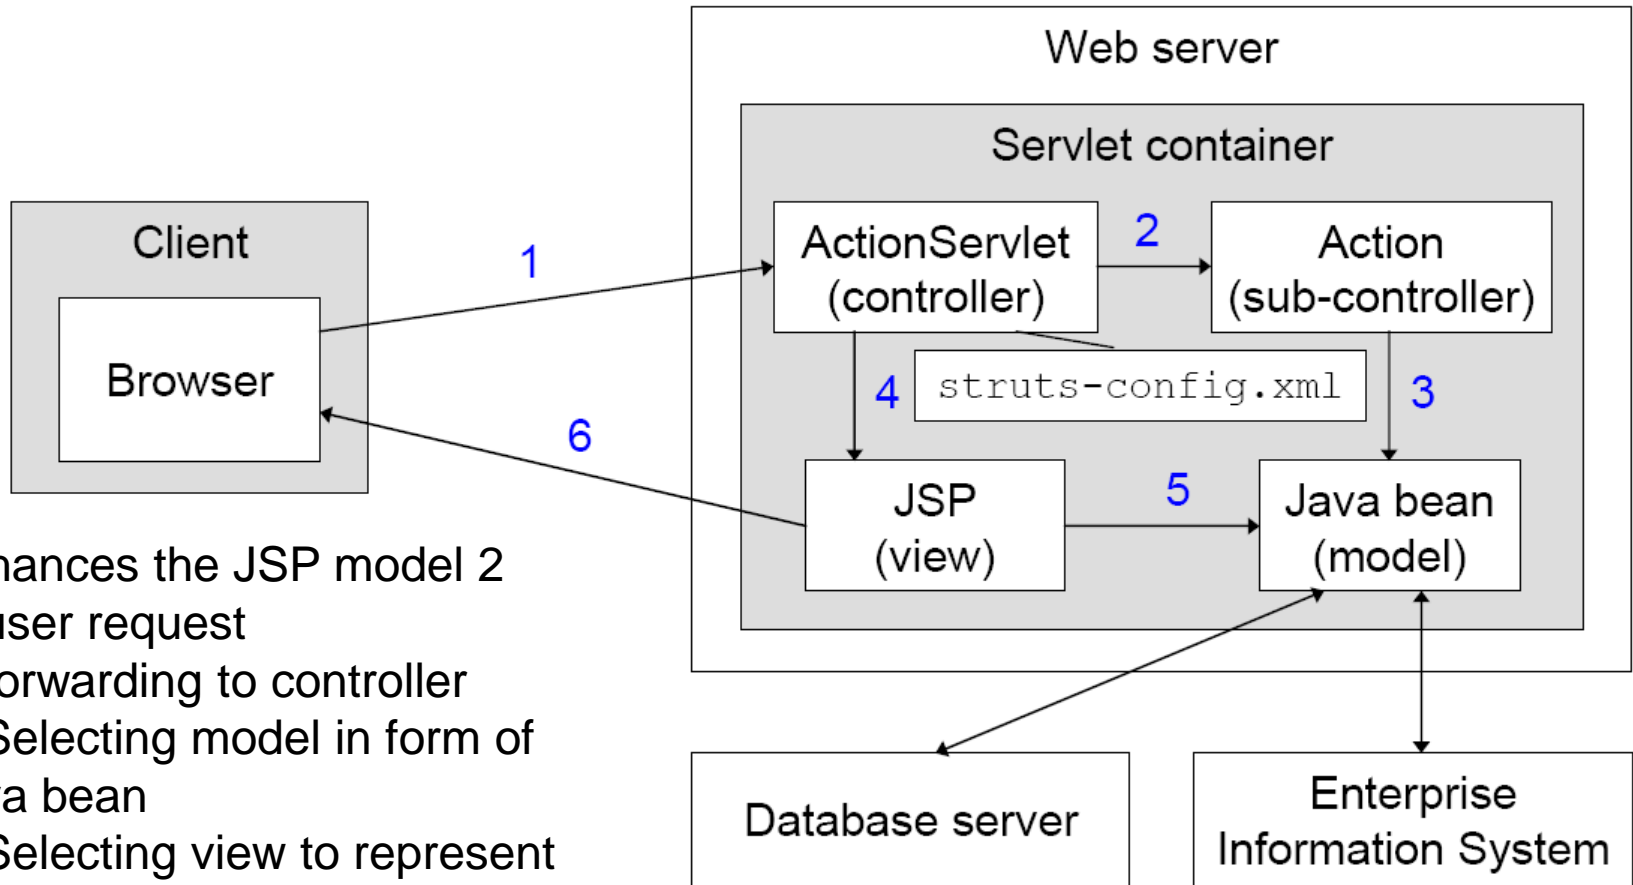 Web server
Servlet container
Client
Browser
1
ActionServlet
(controller)
2
Action
(sub-controller)
4
struts-config.xml
3
6
JSP
(view)
5
Java bean
(model)
hances the JSP model 2
user request
orwarding to controller
Selecting model in form of
va bean
Selecting view to represent
Database server
Enterprise
Information System